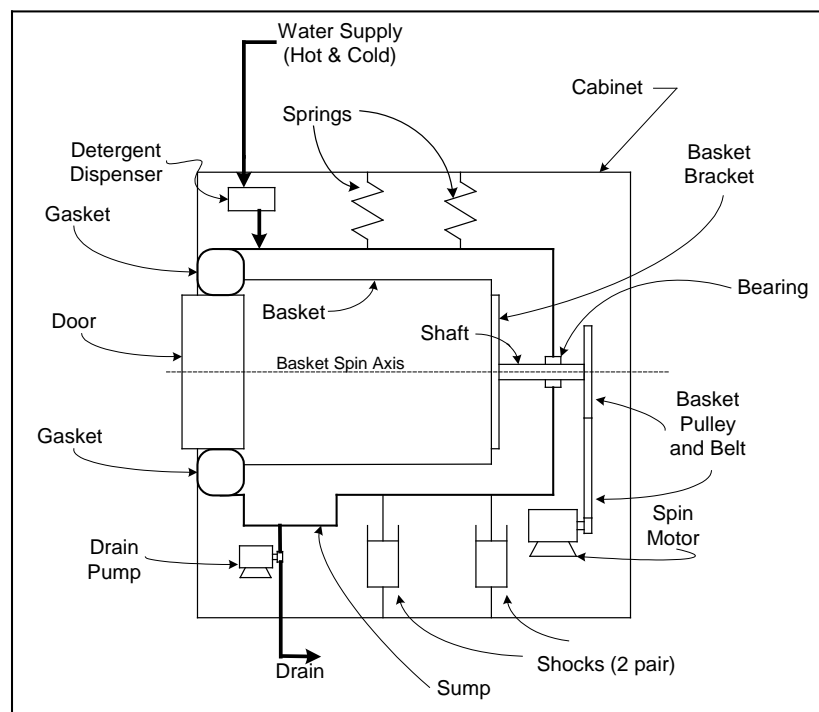 Water Supply
(Hot & Cold)
Cabinet
Springs
Detergent
Dispenser
Basket
Bracket
Gasket
Basket
Bearing
Door
Shaft
Basket Spin Axis
Basket
Pulley
and Belt
Gasket
Spin
Motor
Drain
Pump
Drain
Shocks (2 pair)
Sump